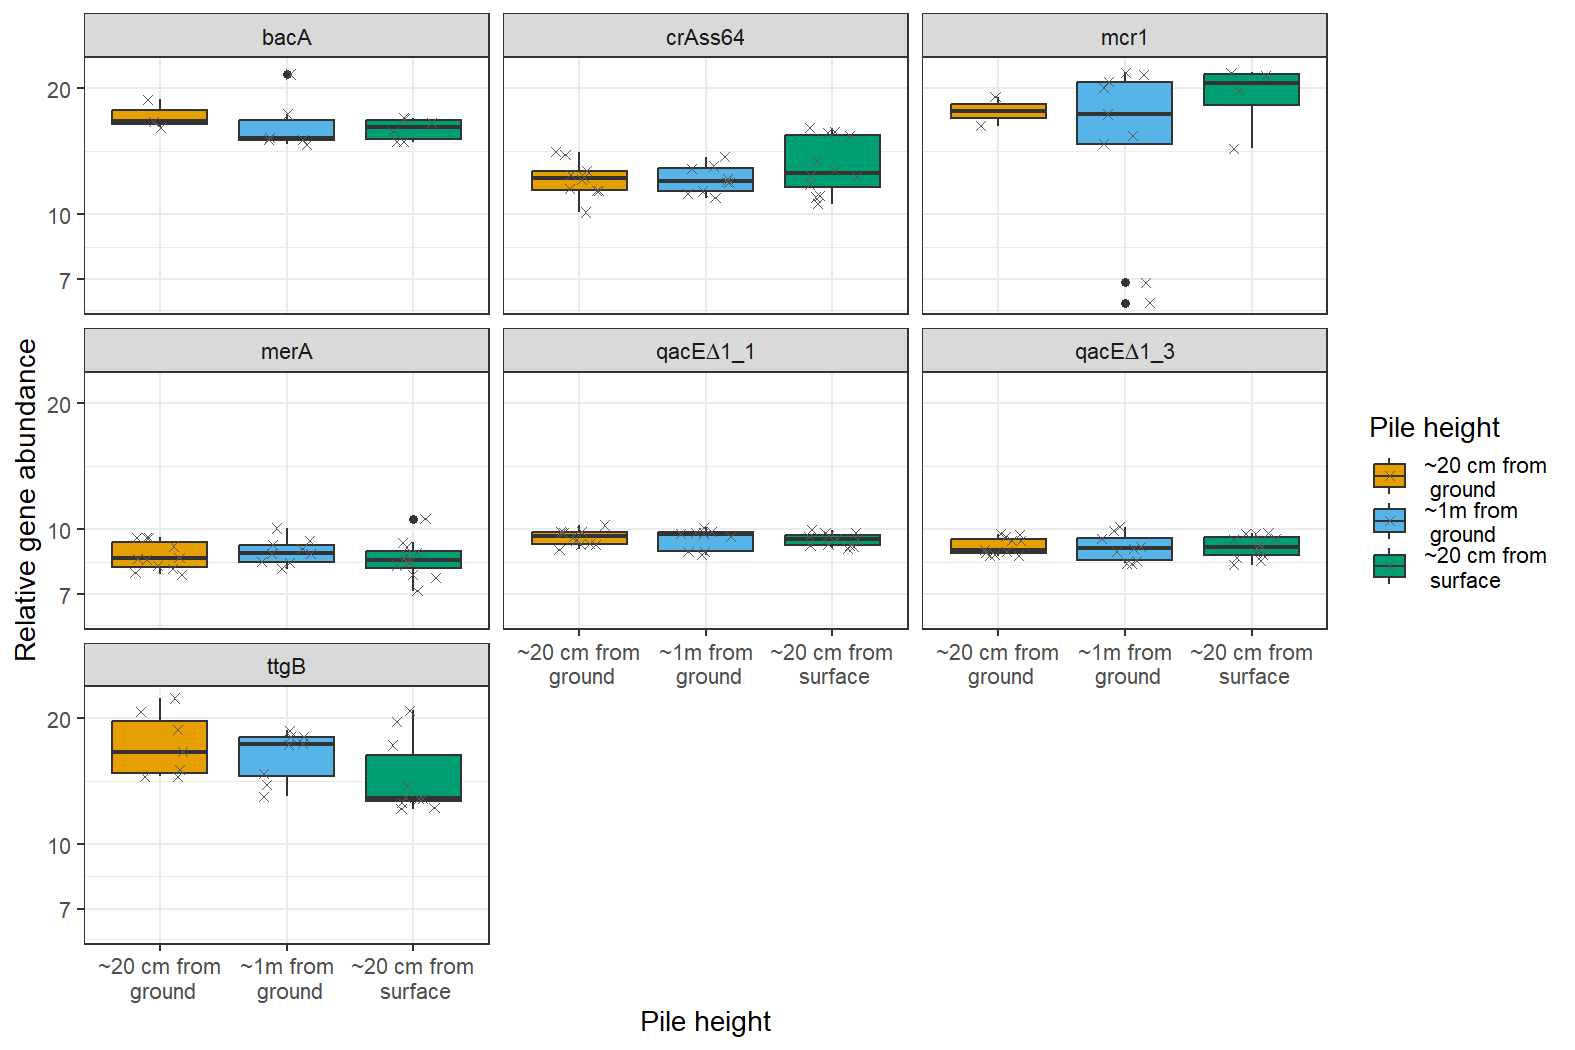 bacA
crAss64
mcr1
20
10
7
merA
qacEΔ1_1
qacEΔ1_3
20
10
7
ttgB
20
10
7
~20 cm from
ground
~1m from
ground
~20 cm from
surface
~20 cm from
ground
~1m from
ground
~20 cm from
surface
~20 cm from
ground
~1m from
ground
~20 cm from
surface
Relative gene abundance
Pile height
Pile height
~20 cm from
ground
~1m from
ground
~20 cm from
surface